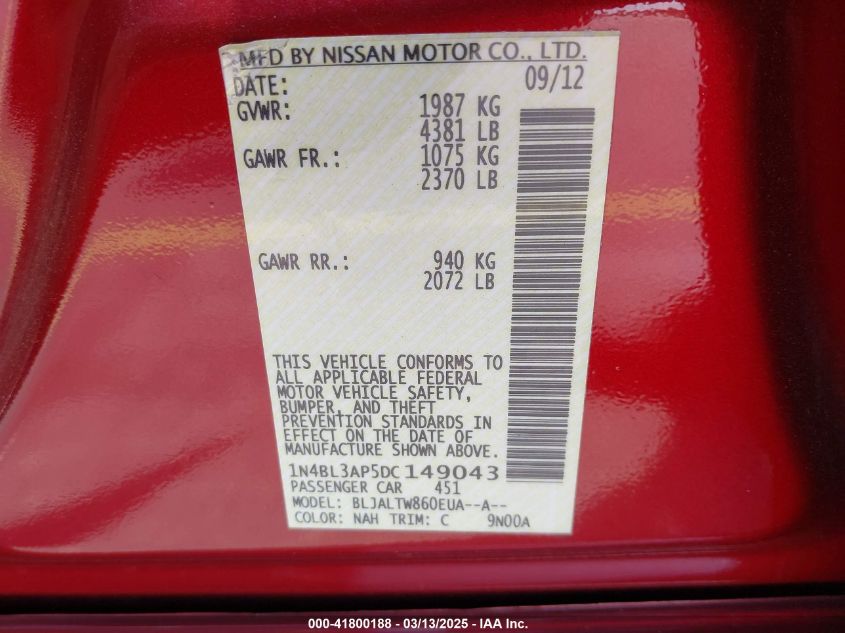 MFD BY NISSAN MOTOR CO., LTD.
DATE: 09/12
GVWR: 1987 KG
4381 LB
GAWR FR.: 1075 KG
2370 LB
GAWR RR.: 940 KG
2072 LB
THIS VEHICLE CONFORMS TO
ALL APPLICABLE FEDERAL
MOTOR VEHICLE SAFETY,
BUMPER, AND THEFT
PREVENTION STANDARDS IN
EFFECT ON THE DATE OF
MANUFACTURE SHOWN ABOVE.
1N4BL3AP5DC149043
PASSENGER CAR 451
MODEL: BLJALTW860EUA--A--
COLOR: NAH TRIM: C 9N00A
000-41800188 - 03/13/2025 - IAA Inc.